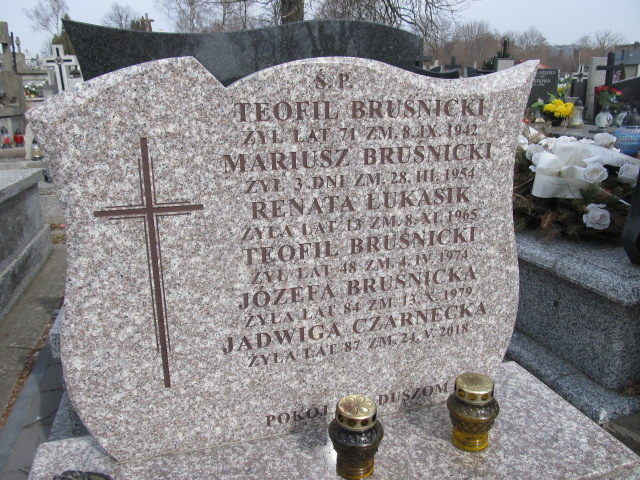 Ś. P.
TEOFIL BRUŚNICKI
ŻYŁ LAT 71 ZM. 8.IX 1942
MARIUSZ BRUŚNICKI
ŻYŁ 3 DNI ZM. 28. III. 1954
RENATA ŁUKASIK
ŻYŁA LAT 13 ZM. 8-XI. 1965
TEOFIL BRUŚNICKI
ŻYŁ LAT 48 ZM. 4.IV. 1974
JÓZEFA BRUŚNICKA
ŻYŁA LAT 84 ZM. 13.X. 1979
JADWIGA CZARNECKA
ŻYŁA LAT 87 ZM. 24. V. 2018
DUSZOM